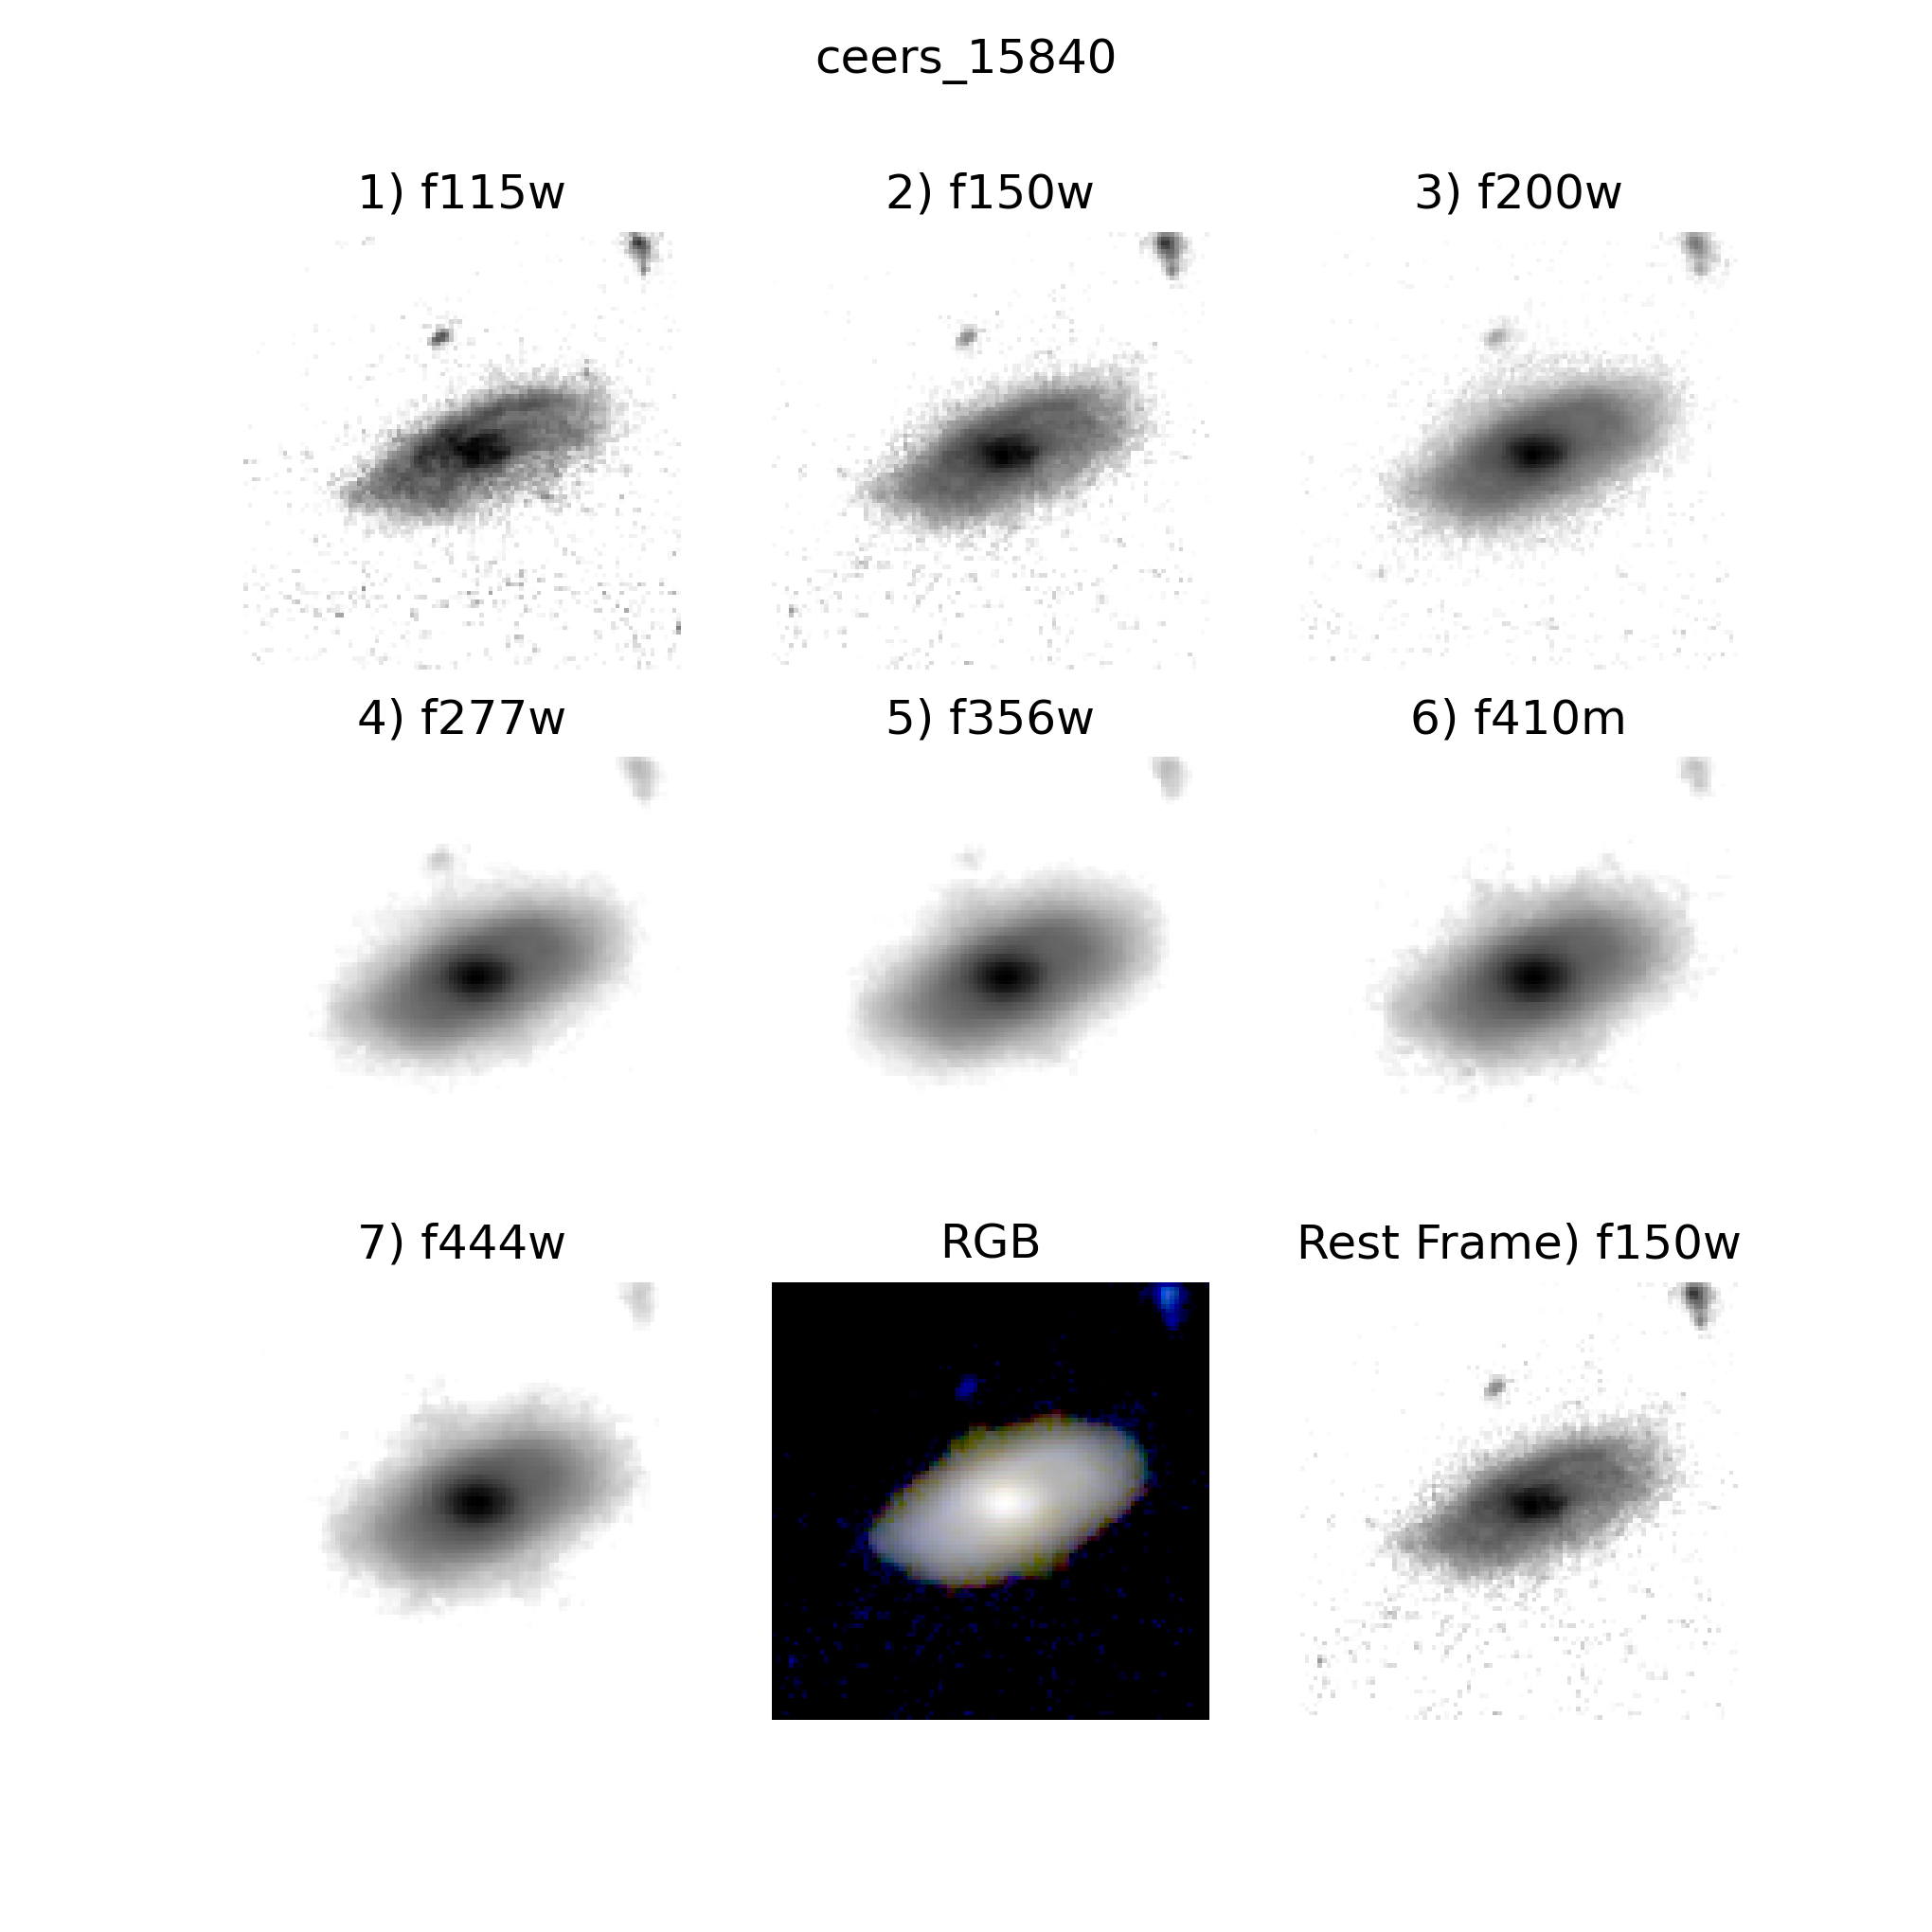 ceers_15840
1) f115w
2) f150w
3) f200w
4) f277w
5) f356w
6) f410m
7) f444w
RGB
Rest Frame) f150w